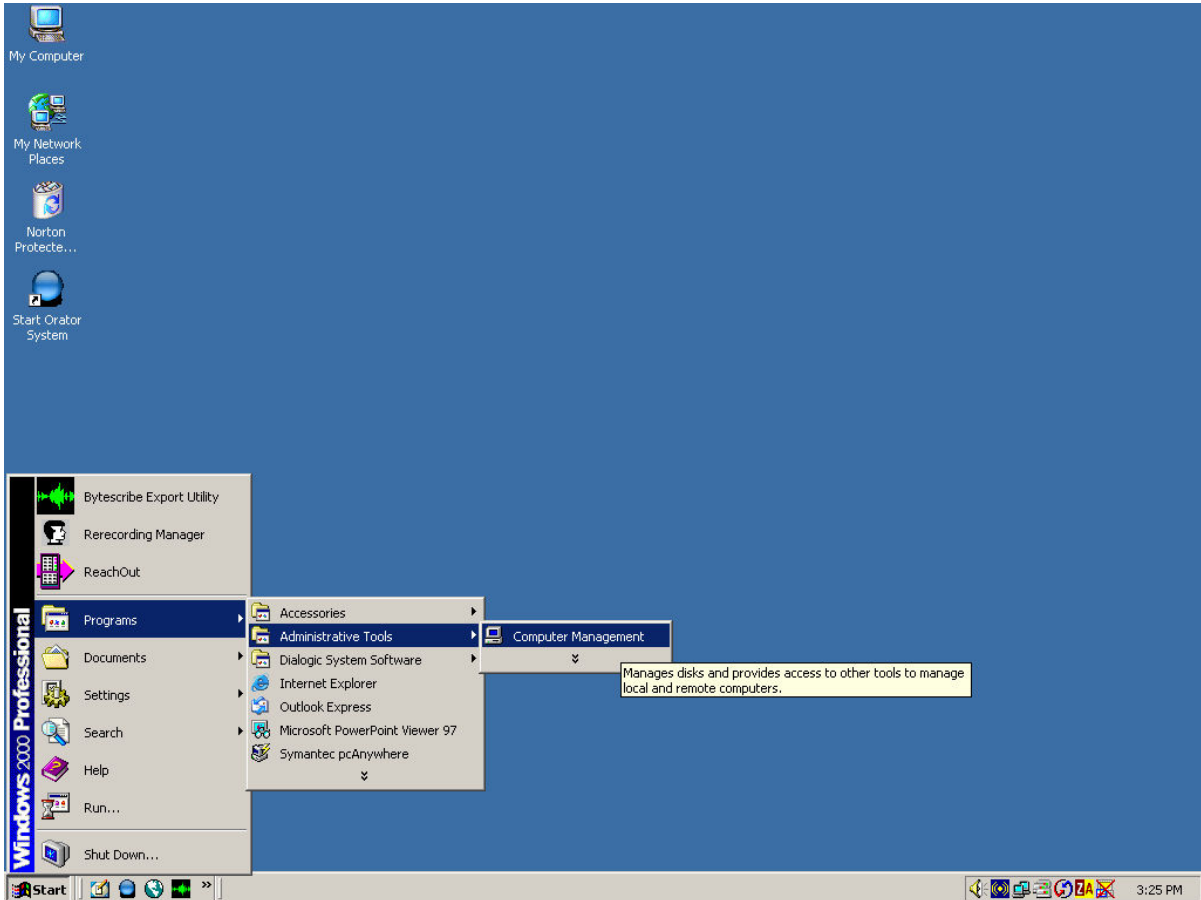 My Computer
My Network
Places
Norton
Protecte...
Start Orator
System
Bytescribe Export Utility
Rerecording Manager
ReachOut
Programs
Documents
Settings
Search
Help
Run...
Shut Down...
Windows 2000 Professional
Accessories
Administrative Tools
Dialogic System Software
Internet Explorer
Outlook Express
Microsoft PowerPoint Viewer 97
Symantec pcAnywhere
Computer Management
Manages disks and provides access to other tools to manage
local and remote computers.
Start
ZA
3:25 PM